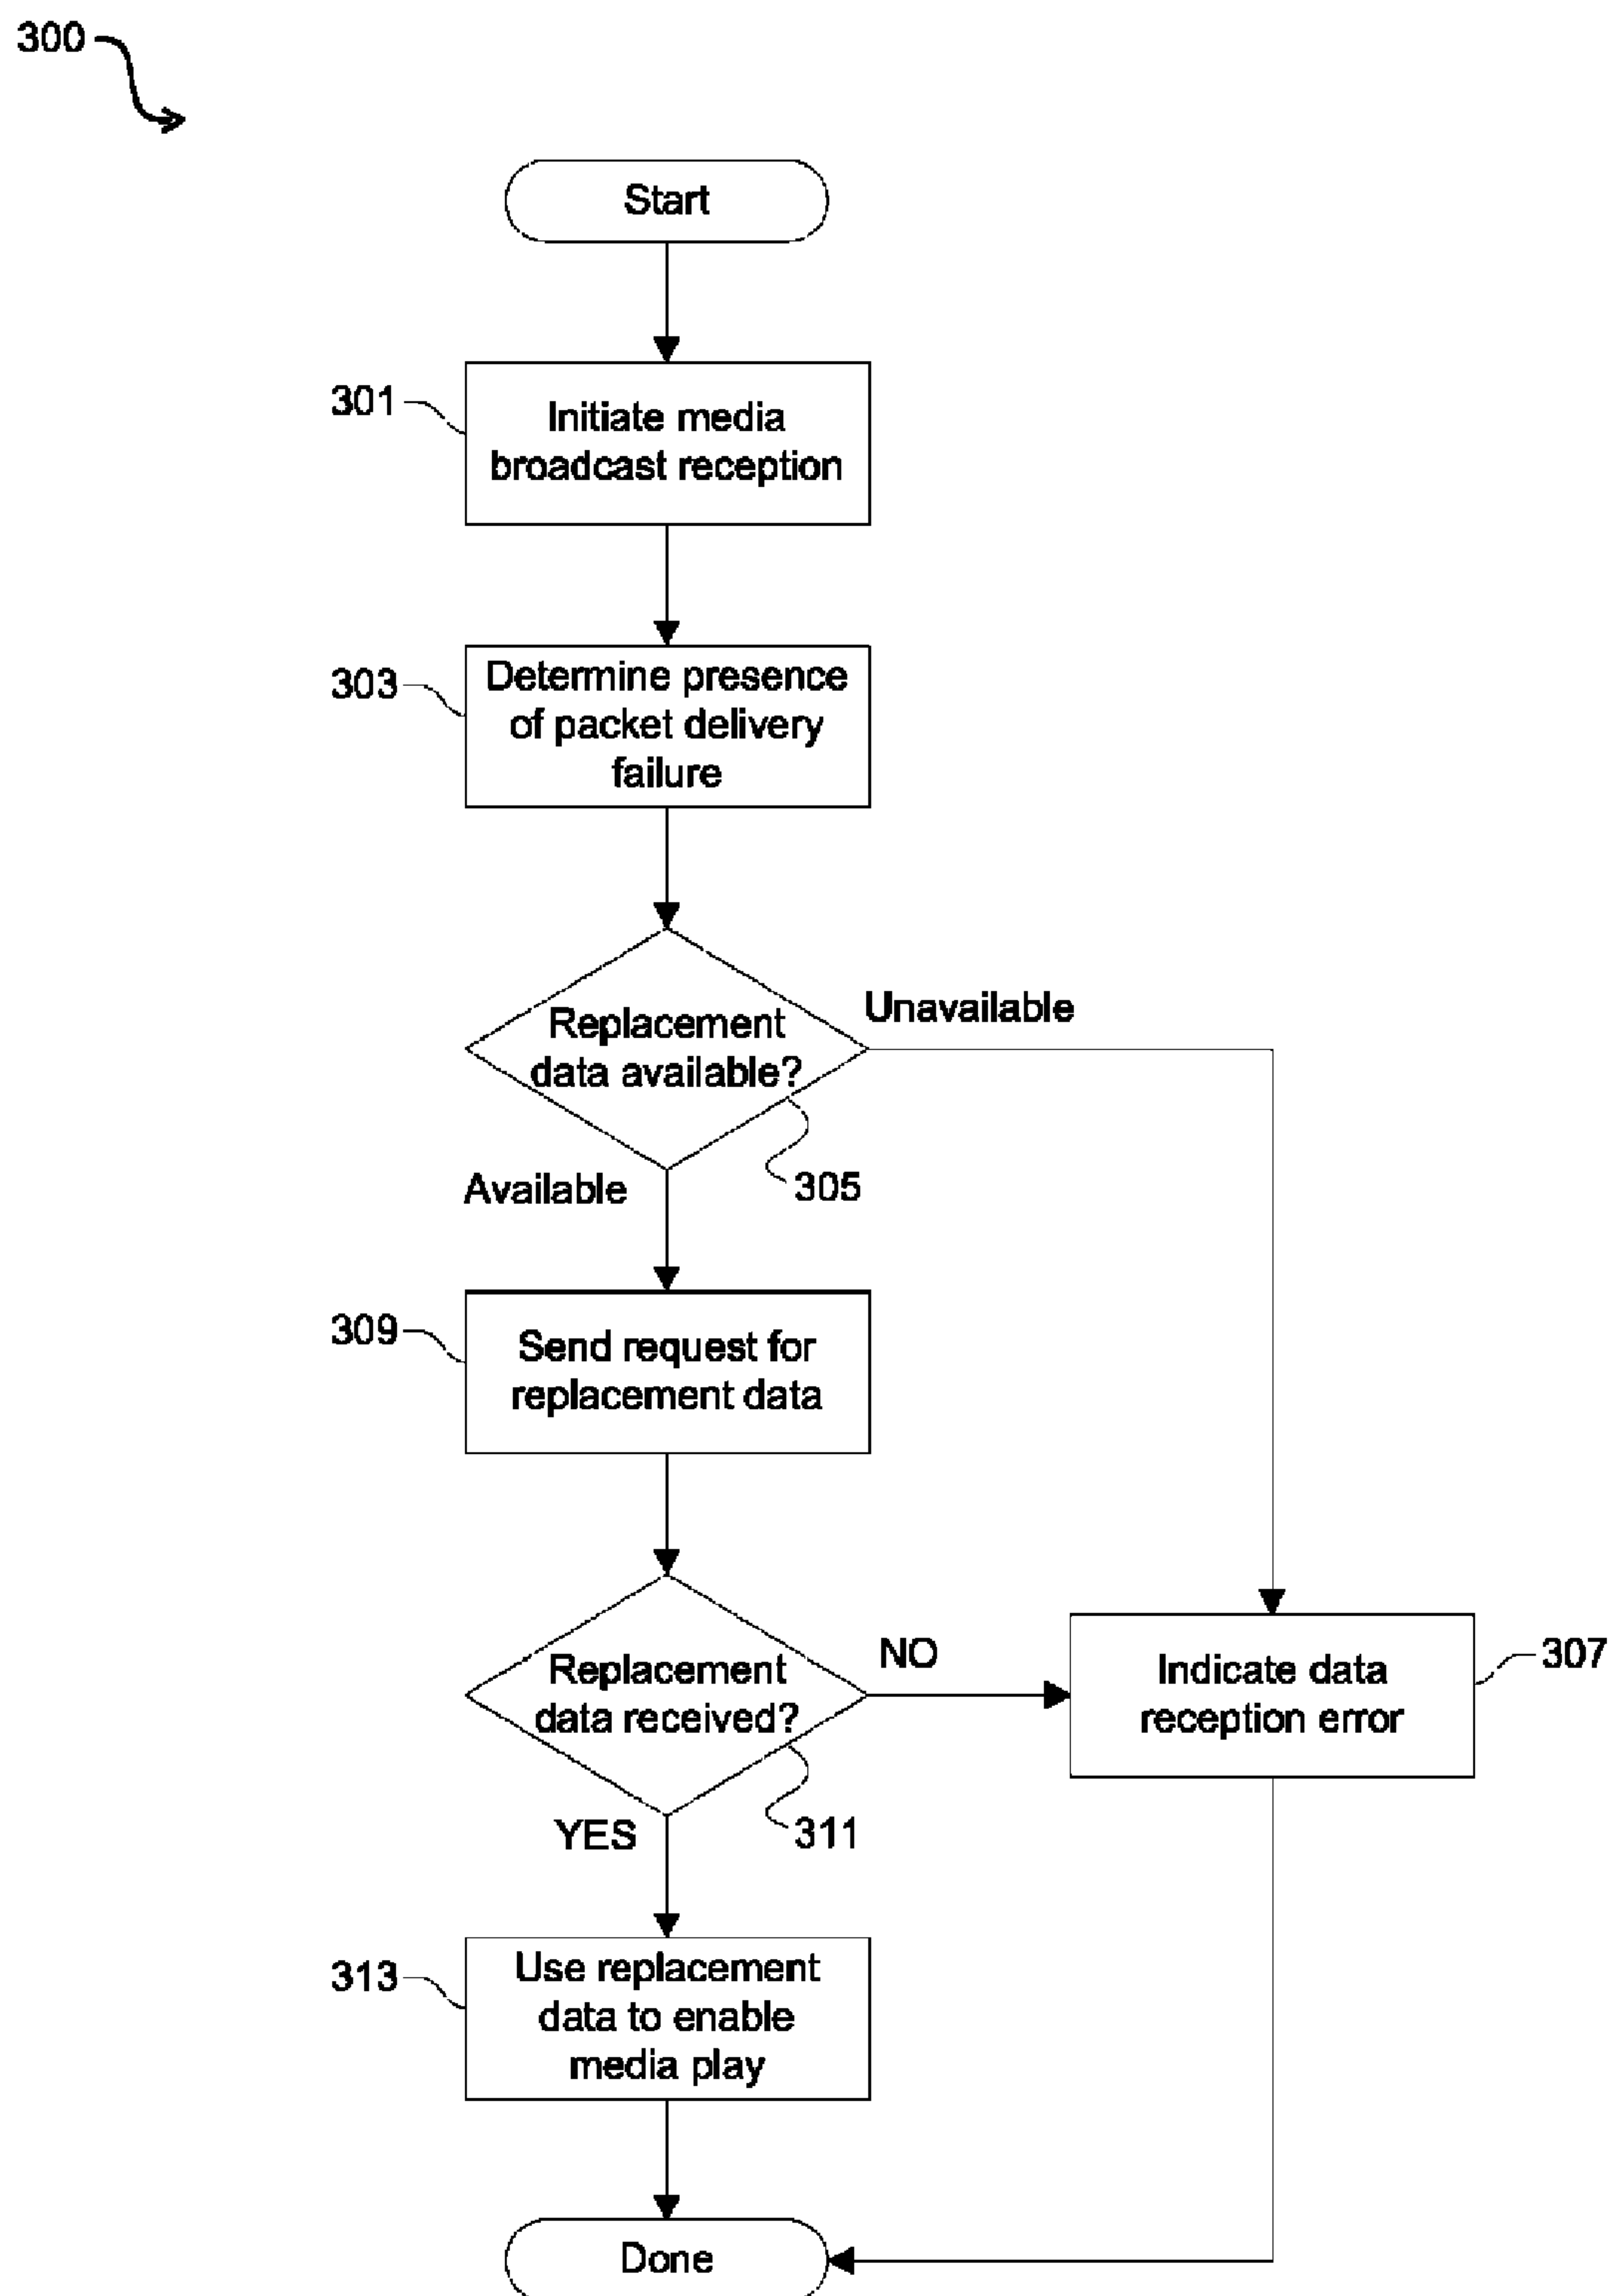 300
Start
301
Initiate media
broadcast reception
303
Determine presence
of packet delivery
failure
Replacement
data available?
Unavailable
305
Available
309
Send request for
replacement data
Replacement
data received?
NO
311
YES
Indicate data
reception error
307
313
Use replacement
data to enable
media play
Done